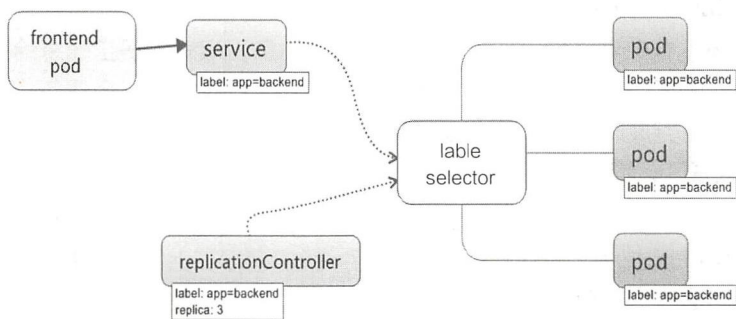 frontend
pod
service
label: app=backend
lable
selector
replicationController
label: app=backend
replica: 3
pod
label: app=backend
pod
label: app=backend
pod
label: app=backend